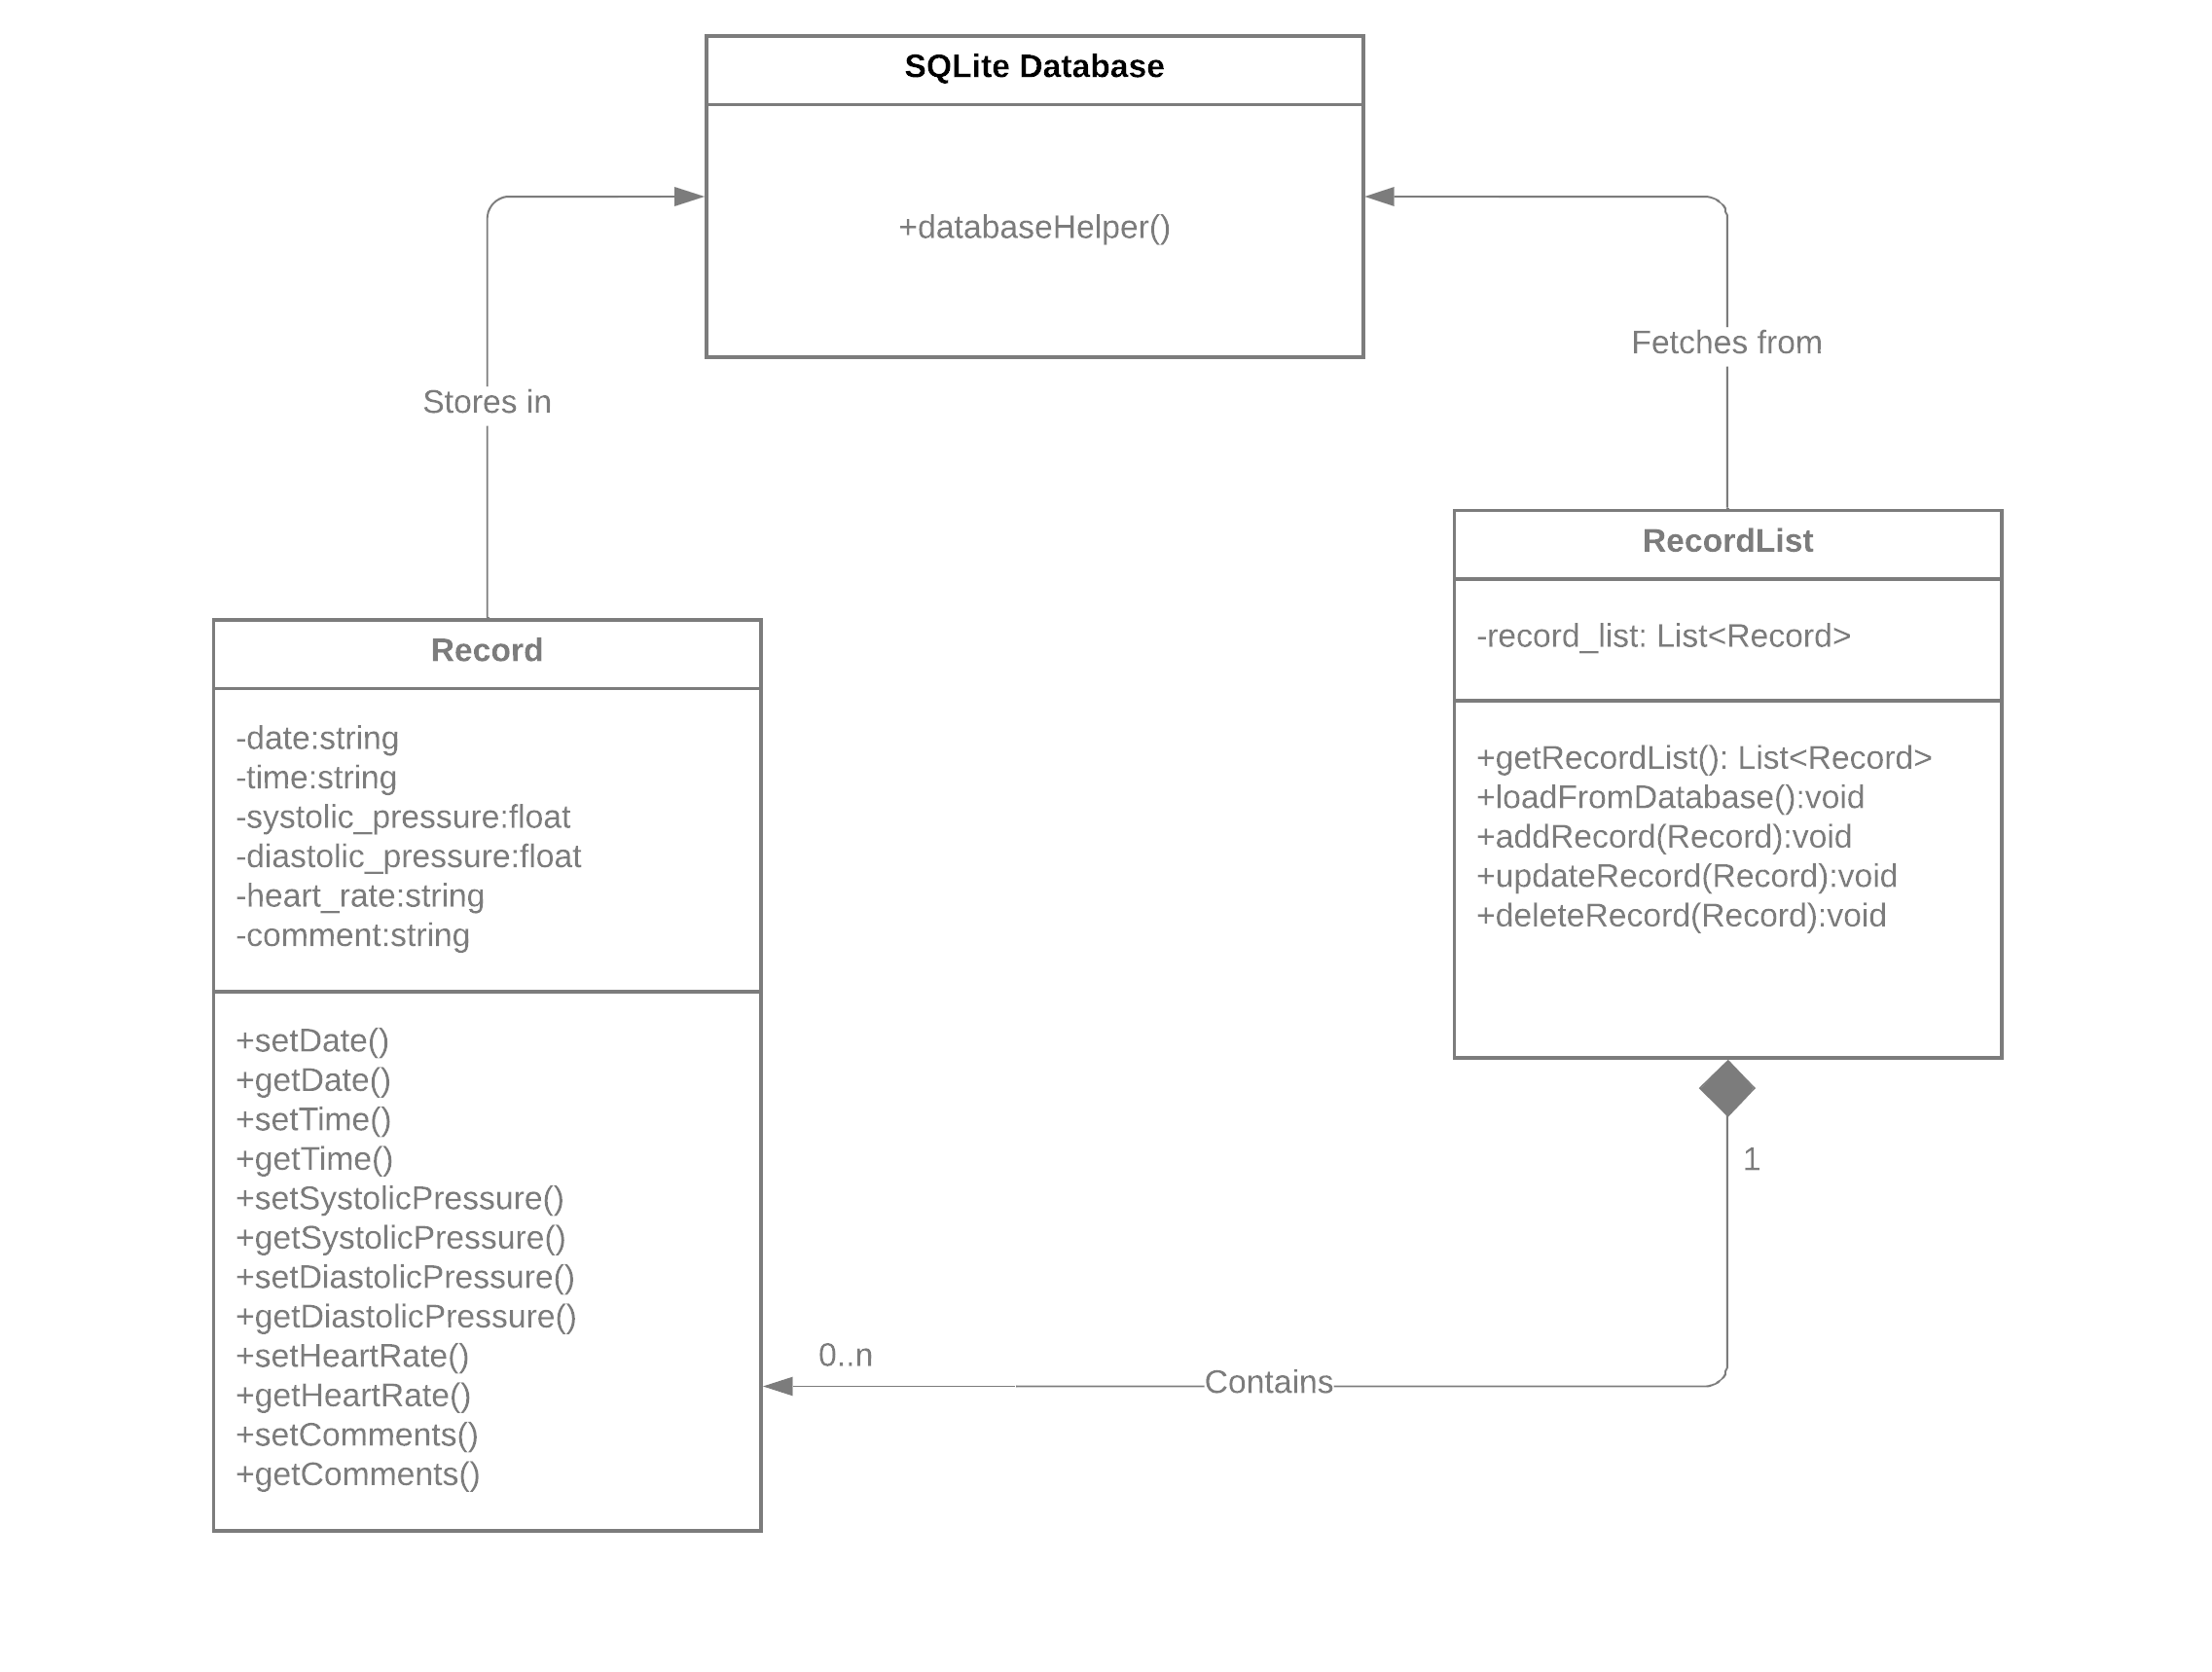 SQLite Database
+databaseHelper()
Stores in
Fetches from
RecordList
-record_list: List<Record>
+getRecordList(): List<Record>
+loadFromDatabase():void
+addRecord(Record):void
+updateRecord(Record):void
+deleteRecord(Record):void
Record
-date:string
-time:string
-systolic_pressure:float
-diastolic_pressure:float
-heart_rate:string
-comment:string
+setDate()
+getDate()
+setTime()
+getTime()
+setSystolicPressure()
+getSystolicPressure()
+setDiastolicPressure()
+getDiastolicPressure()
+setHeartRate()
+getHeartRate()
+setComments()
+getComments()
1
0..n
Contains